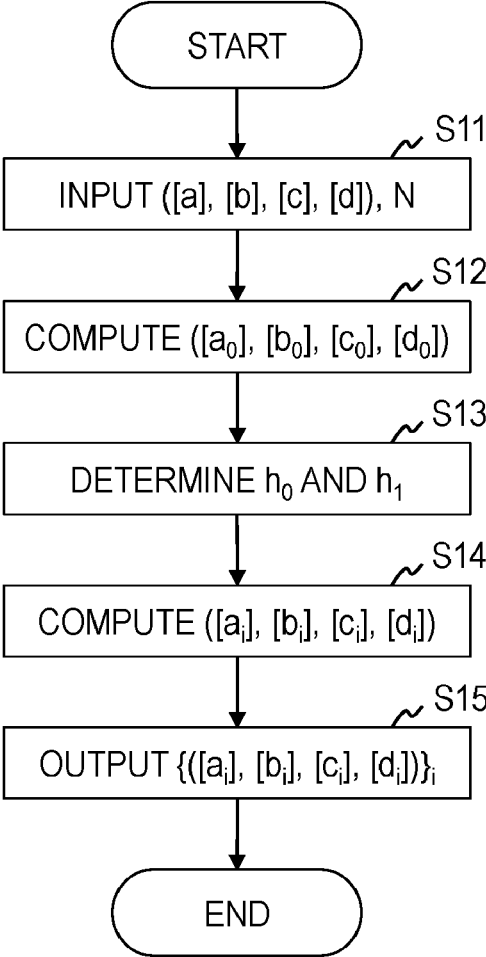 START
S11
INPUT ([a], [b], [c], [d]), N
S12
COMPUTE ([a₀], [b₀], [c₀], [d₀])
S13
DETERMINE h₀ AND h₁
S14
COMPUTE ([aᵢ], [bᵢ], [cᵢ], [dᵢ])
S15
OUTPUT {([aᵢ], [bᵢ], [cᵢ], [dᵢ])}ᵢ
END